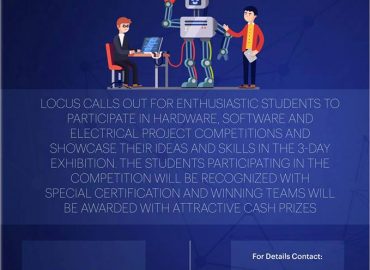 LOCUS CALLS OUT FOR ENTHUSIASTIC STUDENTS TO
PARTICIPATE IN HARDWARE, SOFTWARE AND
ELECTRICAL PROJECT COMPETITIONS AND
SHOWCASE THEIR IDEAS AND SKILLS IN THE 3-DAY
EXHIBITION. THE STUDENTS PARTICIPATING IN THE
COMPETITION WILL BE RECOGNIZED WITH
SPECIAL CERTIFICATION AND WINNING TEAMS WILL
BE AWARDED WITH ATTRACTIVE CASH PRIZES
For Details Contact: